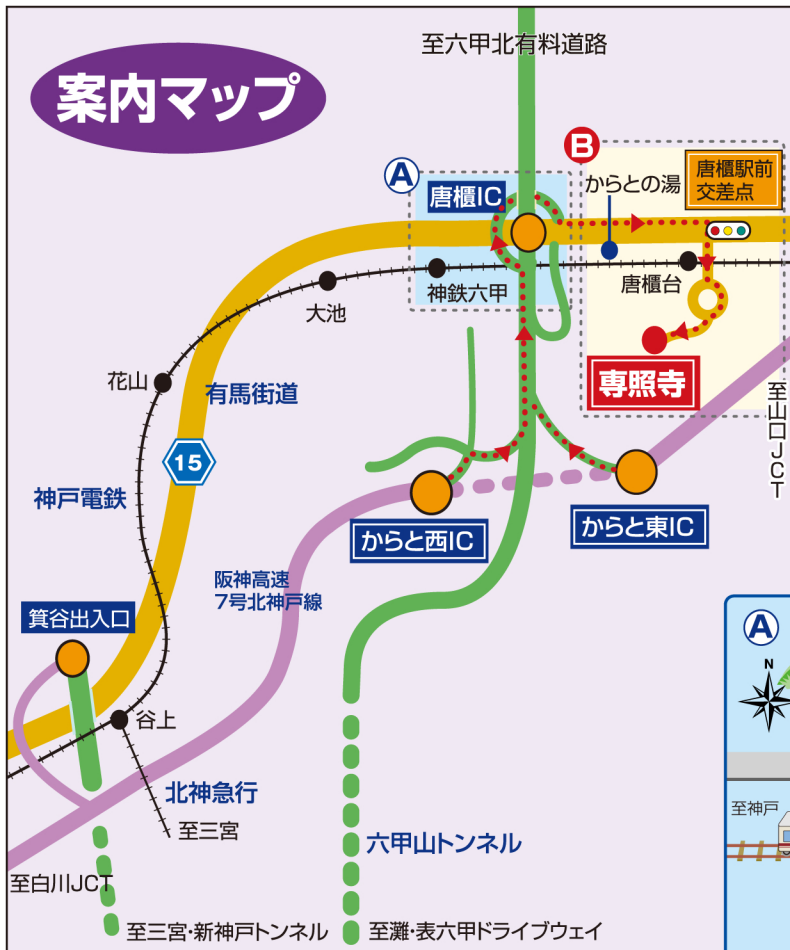 至六甲北有料道路
案内マップ
B
A
唐櫃IC
からとの湯
唐櫃駅前
交差点
神鉄六甲
唐櫃台
大池
花山
有馬街道
専照寺
至山口JCT
15
神戸電鉄
からと西IC
からと東IC
阪神高速
7号北神戸線
箕谷出入口
A
N
谷上
北神急行
至三宮
至神戸
六甲山トンネル
至白川JCT
至三宮・新神戸トンネル
至灘・表六甲ドライブウェイ